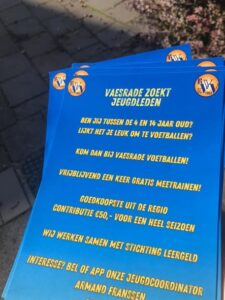 VAESRADE ZOEKT
JEUGDLEDEN
BEN JIJ TUSSEN DE 4 EN 14 JAAR OUD?
LIJKT HET JE LEUK OM TE VOETBALLEN?
KOM DAN BIJ VAESRADE VOETBALLEN!
VRIJBLIJVEND EEN KEER GRATIS MEETRAINEN!
GOEDKOOPSTE UIT DE REGIO
CONTRIBUTIE €50,- VOOR EEN HEEL SEIZOEN
WIJ WERKEN SAMEN MET STICHTING LEERGELD
INTERESSE? BEL OF APP ONZE JEUGDCOORDINATOR
ARMAND FRANSSEN